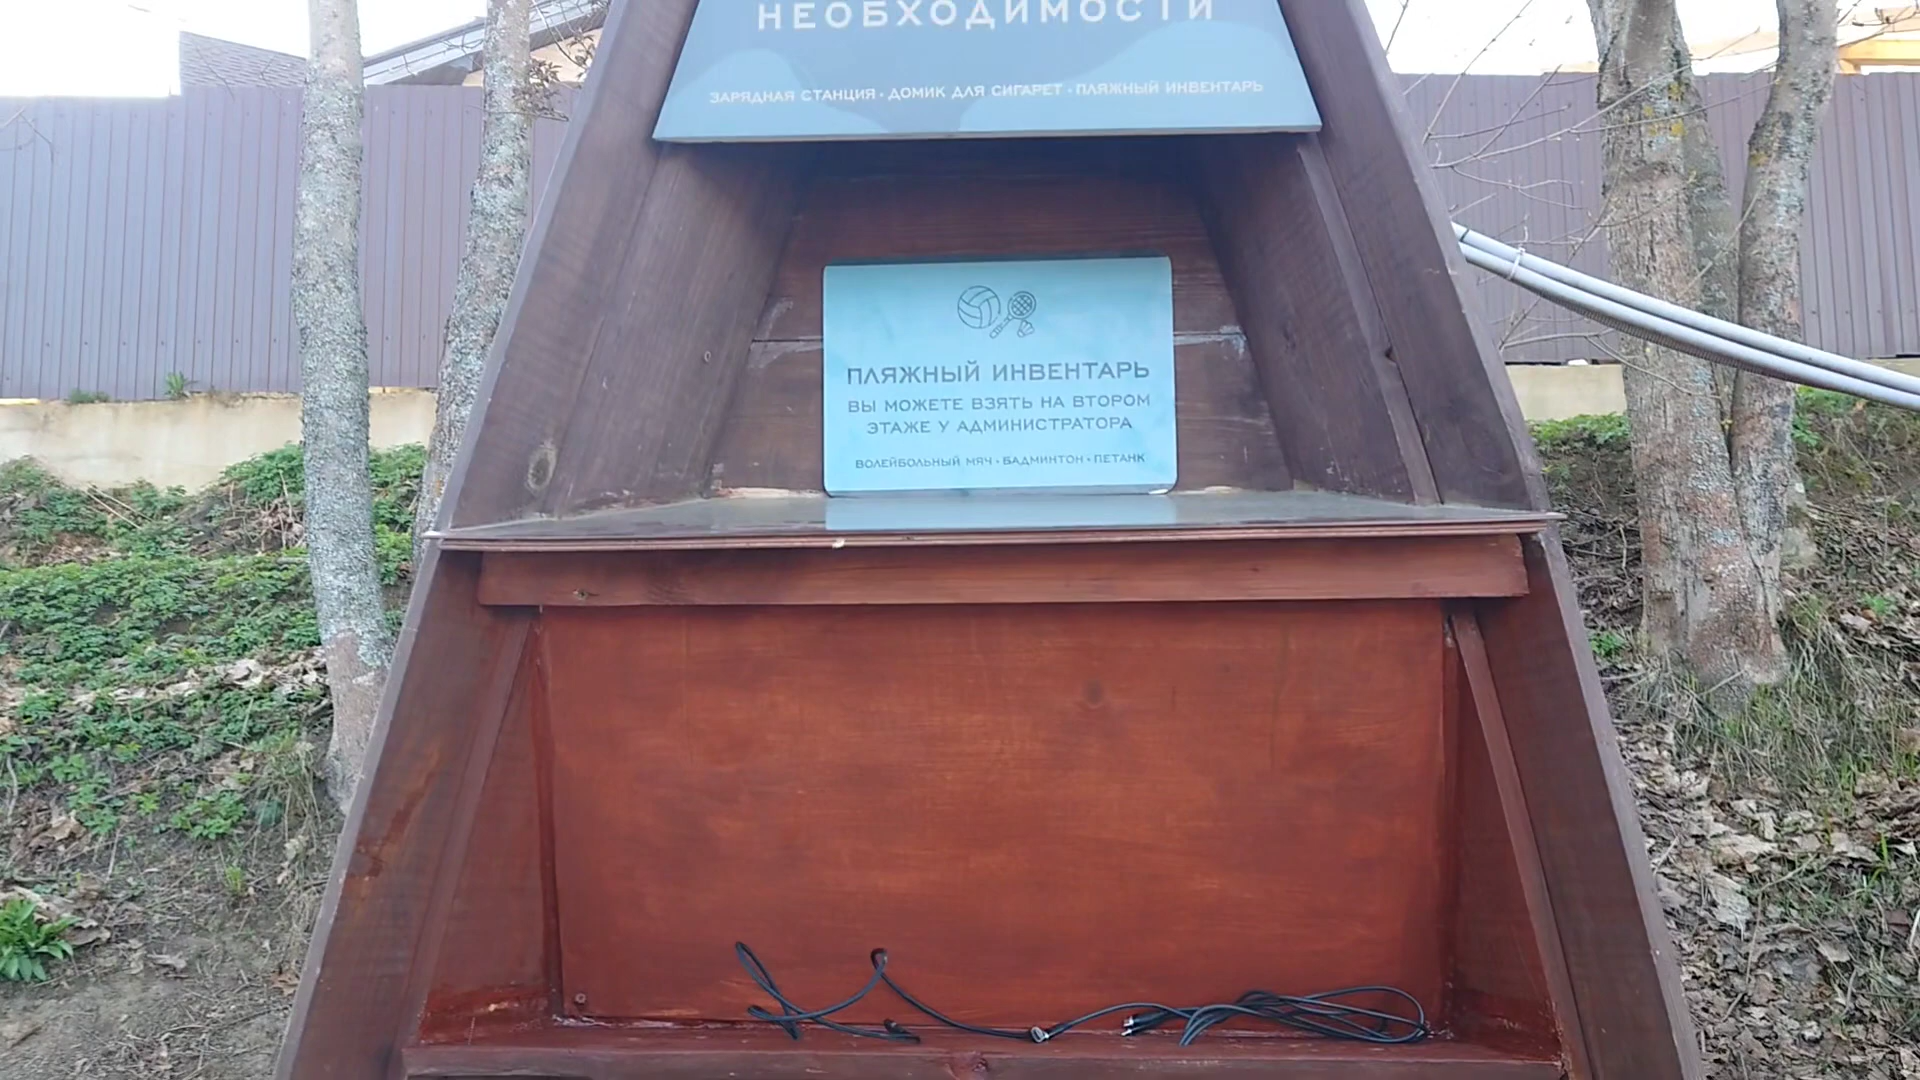 НЕОБХОДИМОСТИ
ЗАРЯДНАЯ СТАНЦИЯ · ДОМИК ДЛЯ СИГАРЕТ · ПЛЯЖНЫЙ ИНВЕНТАРЬ
ПЛЯЖНЫЙ ИНВЕНТАРЬ
ВЫ МОЖЕТЕ ВЗЯТЬ НА ВТОРОМ
ЭТАЖЕ У АДМИНИСТРАТОРА
ВОЛЕЙБОЛЬНЫЙ МЯЧ · БАДМИНТОН · ПЕТАНК